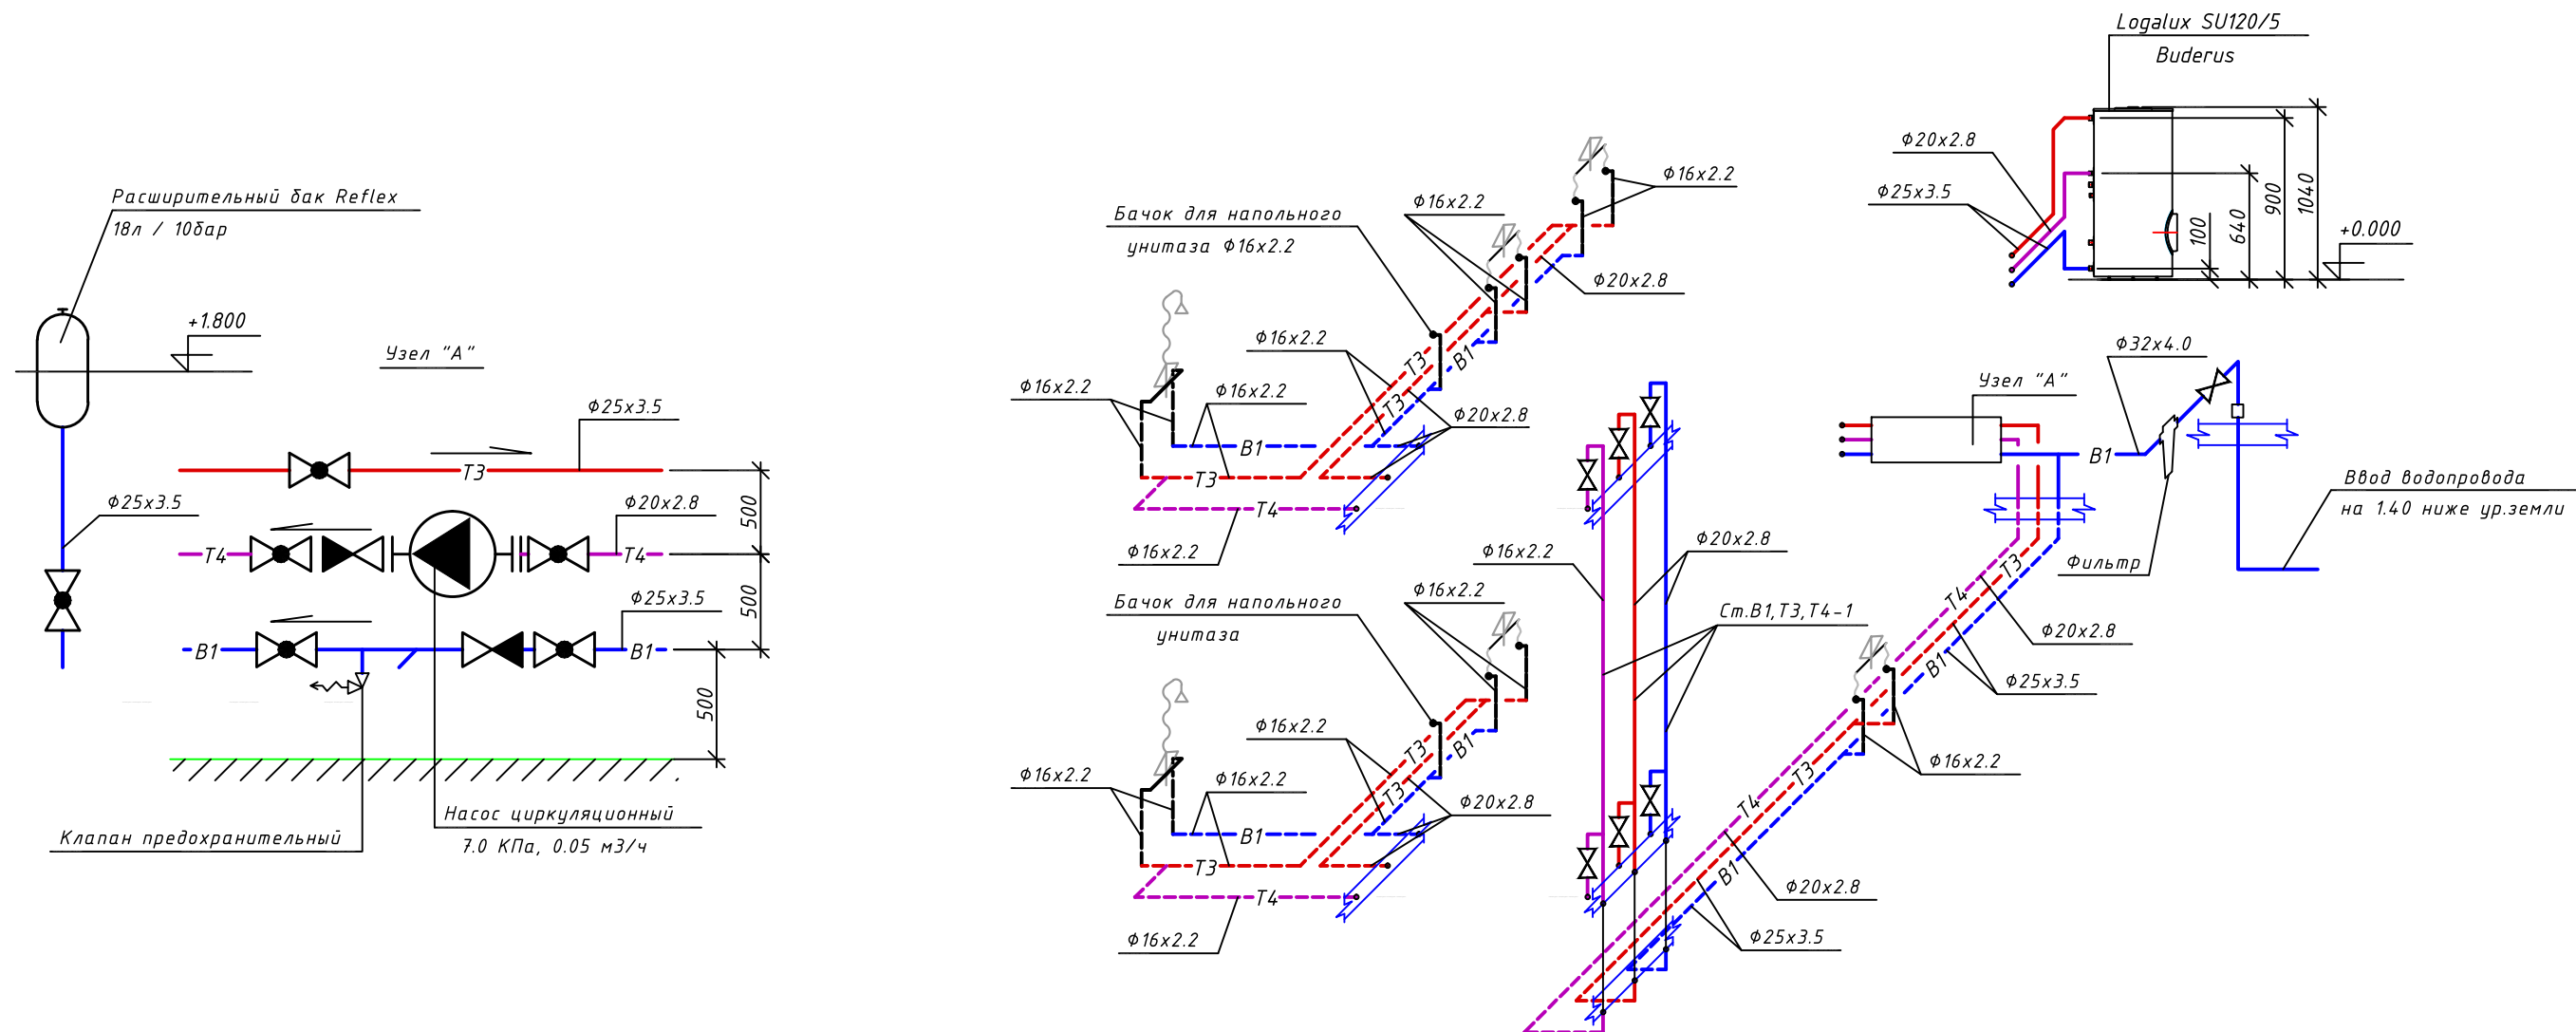 Расширительный бак Reflex
18л / 10бар
+1.800
Узел "А"
Ф25х3.5
Т3
Ф25х3.5
Ф20х2.8
Т4
Т4
500
Ф25х3.5
В1
В1
500
500
Клапан предохранительный
Насос циркуляционный
7.0 КПа, 0.05 м3/ч
Ф16х2.2
Ф16х2.2
Бачок для напольного
унитаза Ф16х2.2
Ф20х2.8
Ф16х2.2
Т3
В1
Ф16х2.2
Ф16х2.2
Т3
Ф20х2.8
В1
Т3
Т4
Ф16х2.2
Ф16х2.2
Ф20х2.8
Ст.В1,Т3,Т4-1
Бачок для напольного
унитаза
Ф16х2.2
Ф16х2.2
Т3
В1
Ф16х2.2
Ф16х2.2
Т3
Ф20х2.8
В1
Т3
Т4
Ф16х2.2
Logalux SU120/5
Buderus
Ф20х2.8
Ф25х3.5
100
640
900
1040
+0.000
Ф32х4.0
Узел "А"
В1
Ввод водопровода
на 1.40 ниже ур.земли
Фильтр
Т3
Т4
Ф20х2.8
В1
Ф25х3.5
Ф16х2.2
Т3
Т4
В1
Ф20х2.8
Ф25х3.5